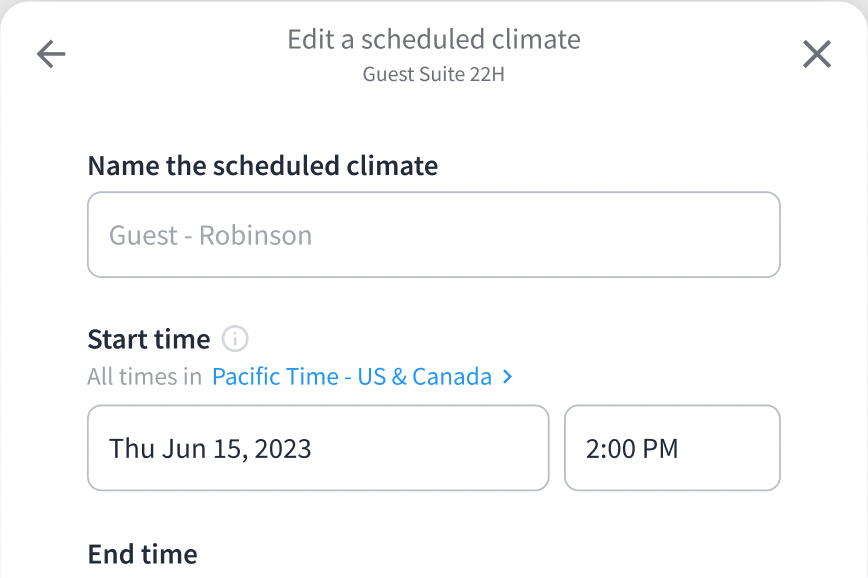 Edit a scheduled climate
Guest Suite 22H
Name the scheduled climate
Guest - Robinson
Start time
All times in Pacific Time - US & Canada
Thu Jun 15, 2023 2:00 PM
End time